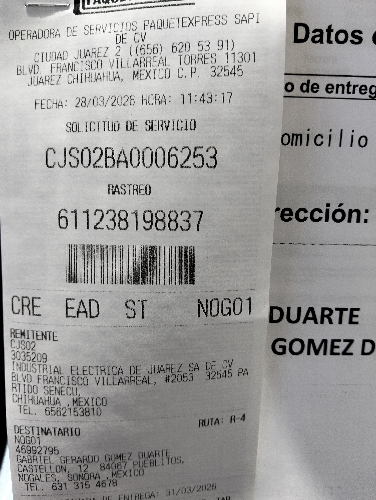 OPERADORA DE SERVICIOS PAQUETEXPRESS SAPI
DE CV
CIUDAD JUAREZ 2 ((656) 620 53 91)
BLVD. FRANCISCO VILLARREAL TORRES 11301
JUAREZ CHIHUAHUA, MEXICO C.P. 32545
FECHA: 28/03/2026 HORA: 11:43:17
SOLICITUD DE SERVICIO
CJS02BA0006253
RASTREO
611238198837
CRE EAD ST NOG01
REMITENTE
CJS02
3035209
INDUSTRIAL ELECTRICA DE JUAREZ SA DE CV
BLVD FRANCISCO VILLARREAL, #2053 32545 PA
RTIDO SENECU,
CHIHUAHUA ,MEXICO
TEL. 6562153810
RUTA: R-4
DESTINATARIO
NOG01
46992795
GABRIEL GERARDO GOMEZ DUARTE
CASTELLON, 12 84067 PUEBLITOS,
NOGALES, SONORA , MEXICO
TEL. 631 315 4678
DE ENTREGA: 31/03/2026
Datos
o de entreg
omicilio
rección:
DUARTE
GOMEZ D